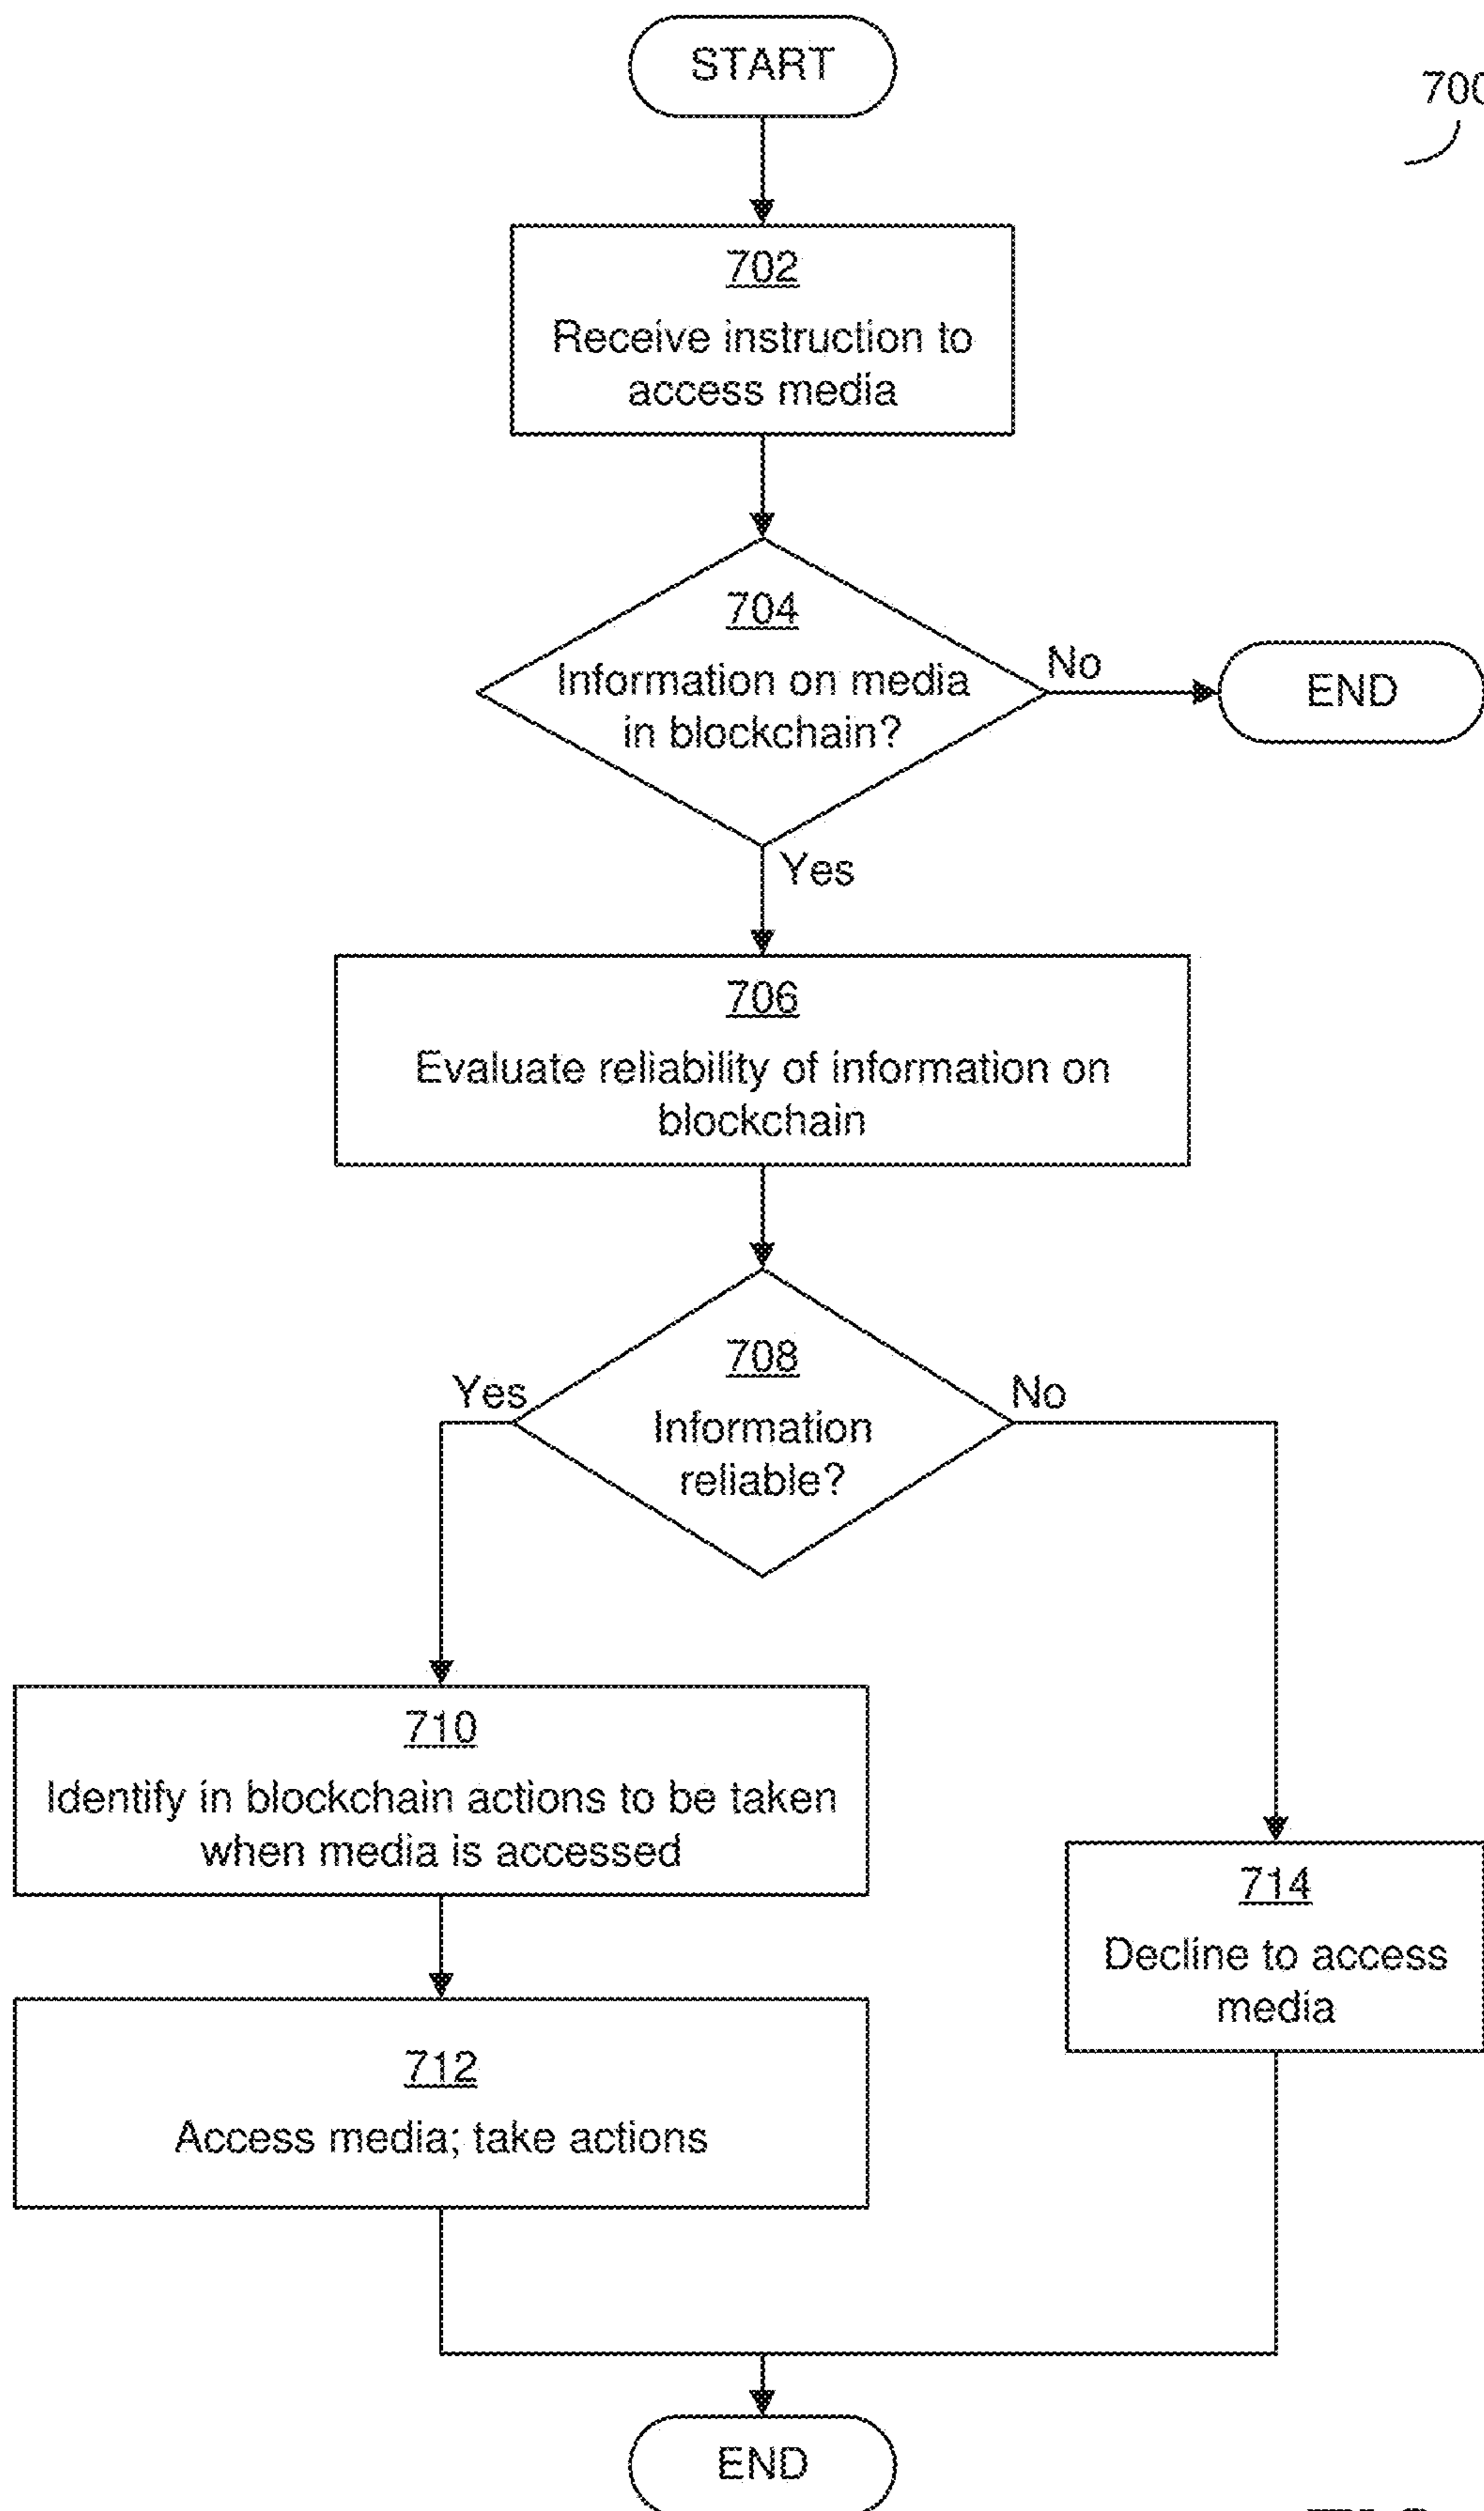 START
700
702
Receive instruction to
access media
704
Information on media
in blockchain?
No
END
Yes
706
Evaluate reliability of information on
blockchain
708
Information
reliable?
Yes
No
710
Identify in blockchain actions to be taken
when media is accessed
714
Decline to access
media
712
Access media; take actions
END